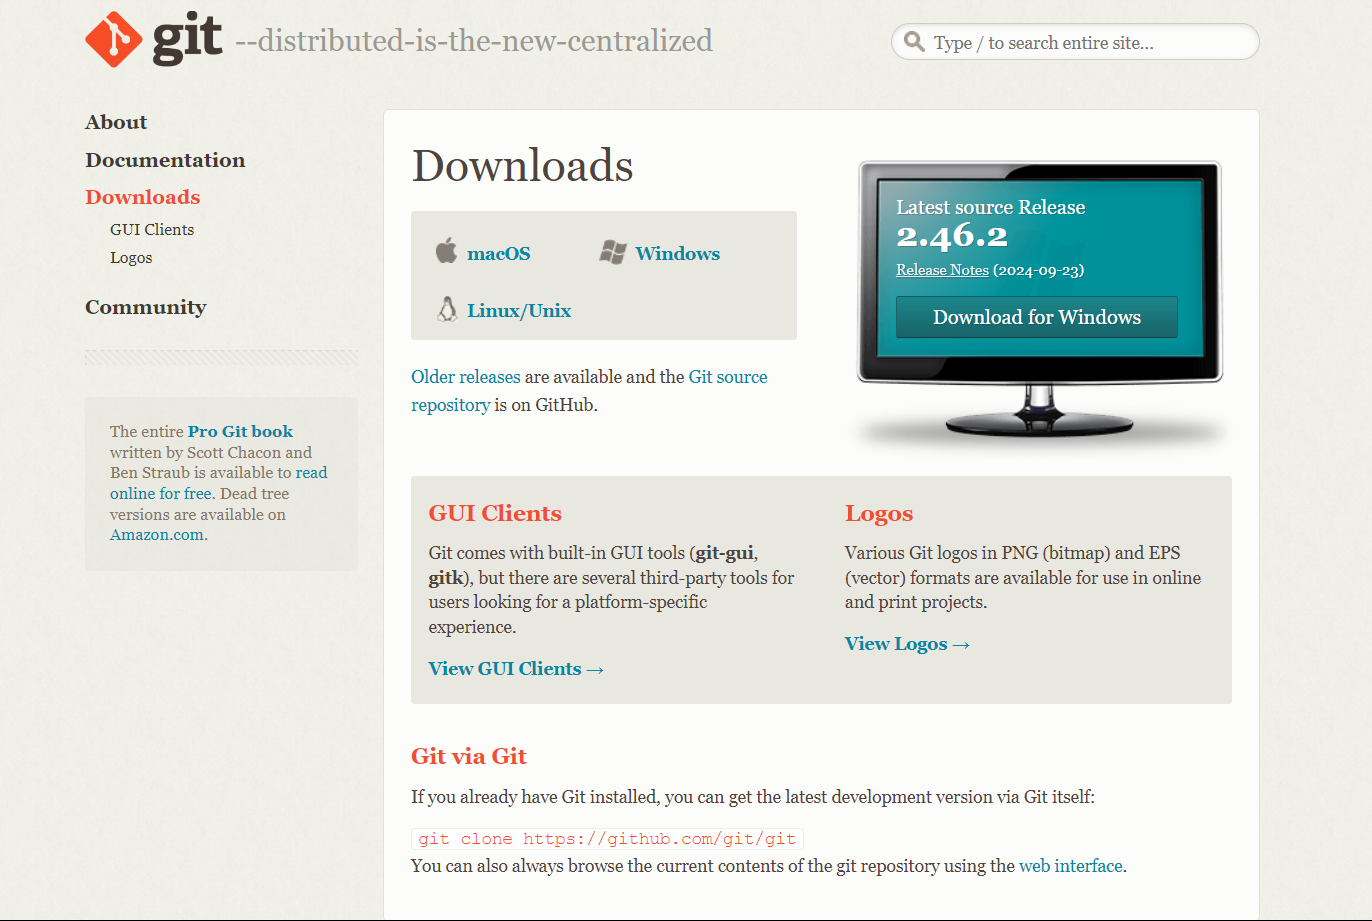 git --distributed-is-the-new-centralized
Type / to search entire site...
About
Documentation
Downloads
GUI Clients
Logos
Community
The entire Pro Git book
written by Scott Chacon and
Ben Straub is available to read
online for free. Dead tree
versions are available on
Amazon.com.
Downloads
macOS
Windows
Linux/Unix
Older releases are available and the Git source
repository is on GitHub.
Latest source Release
2.46.2
Release Notes (2024-09-23)
Download for Windows
GUI Clients
Git comes with built-in GUI tools (git-gui,
gitk), but there are several third-party tools for
users looking for a platform-specific
experience.
View GUI Clients →
Logos
Various Git logos in PNG (bitmap) and EPS
(vector) formats are available for use in online
and print projects.
View Logos →
Git via Git
If you already have Git installed, you can get the latest development version via Git itself:
git clone https://github.com/git/git
You can also always browse the current contents of the git repository using the web interface.